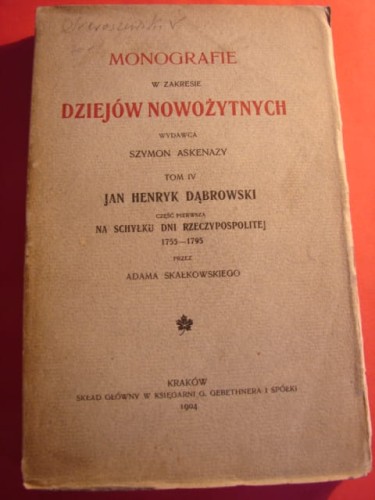 MONOGRAFIE
W ZAKRESIE
DZIEJÓW NOWOŻYTNYCH
WYDAWCA
SZYMON ASKENAZY
TOM IV
JAN HENRYK DĄBROWSKI
CZĘŚĆ PIERWSZA
NA SCHYŁKU DNI RZECZYPOSPOLITEJ
1755—1795
PRZEZ
ADAMA SKAŁKOWSKIEGO
KRAKÓW
SKŁAD GŁÓWNY W KSIĘGARNI G. GEBETHNERA I SPÓŁKI
1904